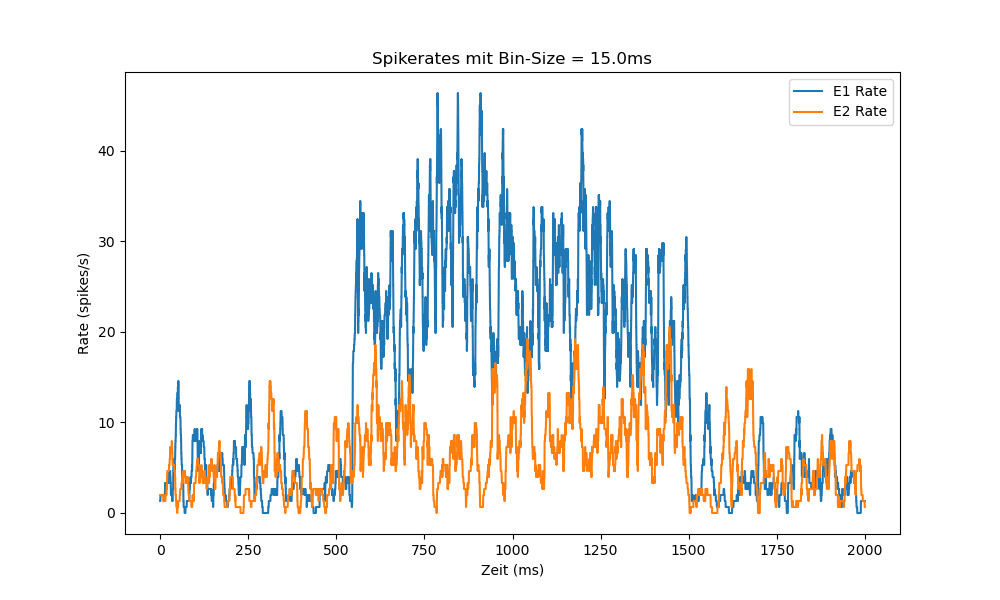 Spikerates mit Bin-Size = 15.0ms
E1 Rate
E2 Rate
Rate (spikes/s)
40
30
20
10
0
0 250 500 750 1000 1250 1500 1750 2000
Zeit (ms)